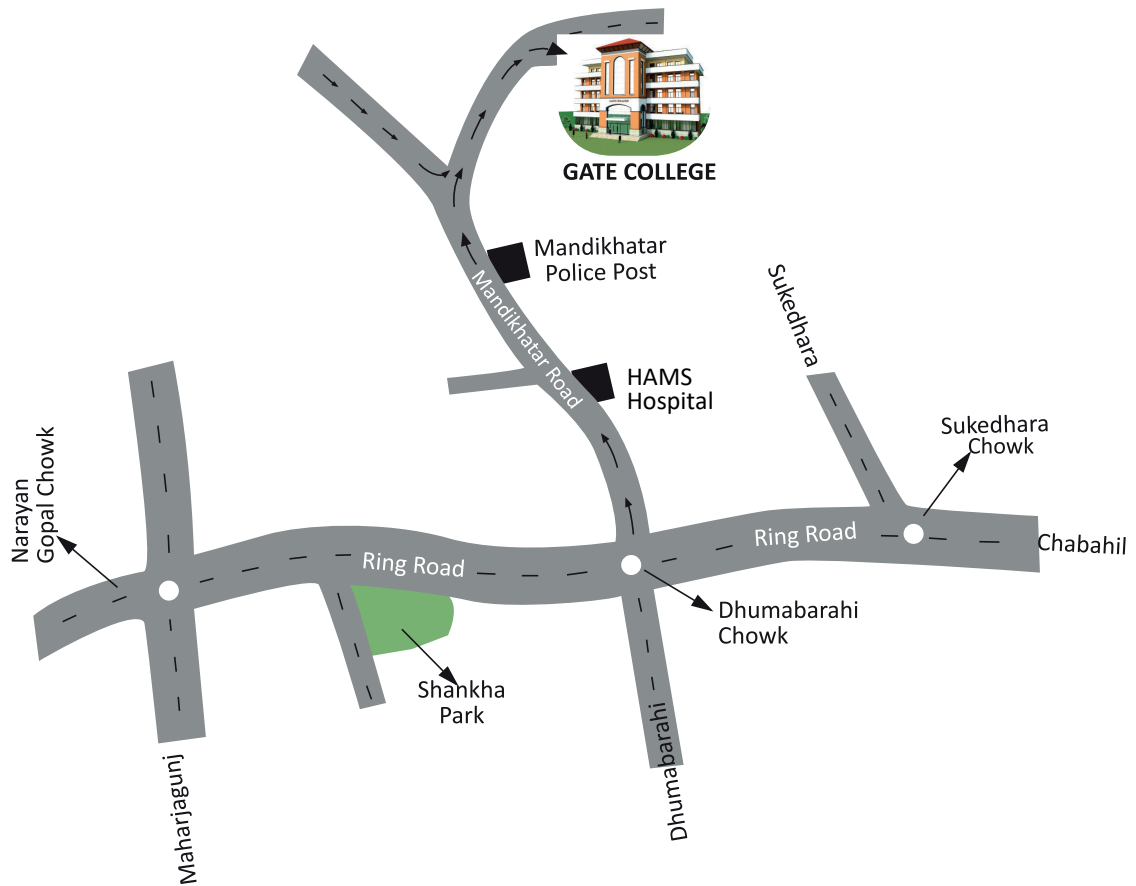 GATE COLLEGE
Mandikhatar
Police Post
Mandikhatar Road
HAMS
Hospital
Sukedhara
Sukedhara
Chowk
Narayan
Gopal Chowk
Ring Road
Ring Road
Chabahil
Dhumabarahi
Chowk
Shankha
Park
Maharjagunj
Dhumabarahi